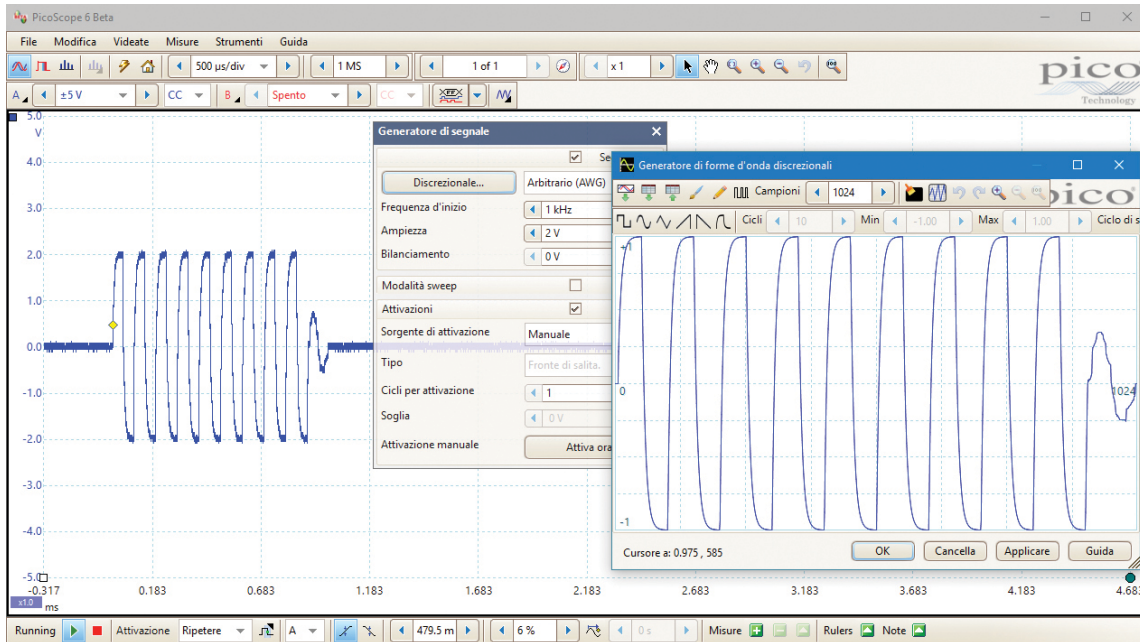 PicoScope 6 Beta
File Modifica Videate Misure Strumenti Guida
500 µs/div 1 MS 1 of 1 x 1
pico
Technology
A ±5 V CC B Spento CC
5.0
V
4.0
3.0
2.0
1.0
0.0
-1.0
-2.0
-3.0
-4.0
-5.0
-0.317 0.183 0.683 1.183 1.683 2.183 2.683 3.183 3.683 4.183 4.683
x1.0 ms
Generatore di segnale
Discrezionale... Arbitrario (AWG)
Frequenza d'inizio 1 kHz
Ampiezza 2 V
Bilanciamento 0 V
Modalità sweep
Attivazioni
Sorgente di attivazione Manuale
Tipo Fronte di salita.
Cicli per attivazione 1
Soglia 0 V
Attivazione manuale Attiva ora
Generatore di forme d'onda discrezionali
Campioni 1024
pico
Cicli 10 Min -1.00 Max 1.00 Ciclo di s
+1
0 1024
-1
Cursore a: 0.975 , 585 OK Cancella Applicare Guida
Running Attivazione Ripetere A 479.5 m 6 % 0 s Misure Rulers Note